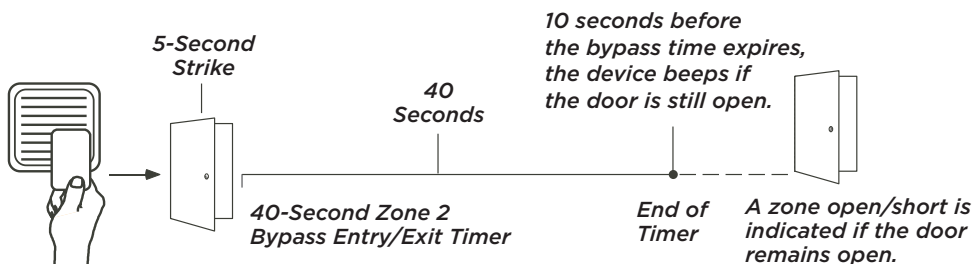 5-Second
Strike
40
Seconds
10 seconds before
the bypass time expires,
the device beeps if
the door is still open.
40-Second Zone 2
Bypass Entry/Exit Timer
End of
Timer
A zone open/short is
indicated if the door
remains open.